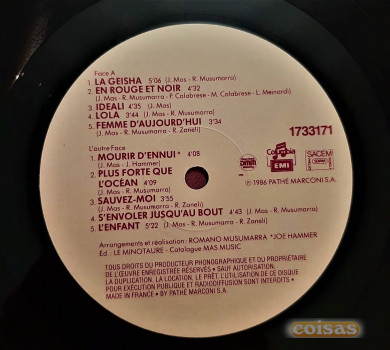 Face A
1. LA GEISHA 5'06 (J. Mas - R. Musumarra)
2. EN ROUGE ET NOIR 4'32
(J. Mas - R. Musumarra - P. Calabrese - M. Calabrese - L. Meinardi)
3. IDEALI 4'35 (J. Mas)
4. LOLA 4'04 (J. Mas - R. Musumarra)
5. FEMME D'AUJOURD'HUI 3'34
(J. Mas - R. Musumarra - R. Zaneli)
L'autre Face
1. MOURIR D'ENNUI* 4'08
(J. Mas - J. Hammer)
2. PLUS FORTE QUE
L'OCÉAN 4'09
(J. Mas - R. Musumarra)
3. SAUVEZ-MOI 3'55
(J. Mas - R. Musumarra - R. Zaneli)
4. S'ENVOLER JUSQU'AU BOUT 4'43 (J. Mas - R. Musumarra)
5. L'ENFANT 5'22 (J. Mas - R. Musumarra - R. Zaneli)
1733171
Columbia
EMI
SACEM
℗ 1986 PATHÉ MARCONI S.A.
Arrangements et réalisation : ROMANO MUSUMARRA *JOE HAMMER
Éd. : LE MINOTAURE - Catalogue MAS MUSIC
TOUS DROITS DU PRODUCTEUR PHONOGRAPHIQUE ET DU PROPRIÉTAIRE
DE L'ŒUVRE ENREGISTRÉE RÉSERVÉS • SAUF AUTORISATION,
LA DUPLICATION, LA LOCATION, LE PRÊT, L'UTILISATION DE CE DISQUE
POUR EXÉCUTION PUBLIQUE ET RADIODIFFUSION SONT INTERDITS •
MADE IN FRANCE • BY PATHÉ MARCONI S.A.
coisas